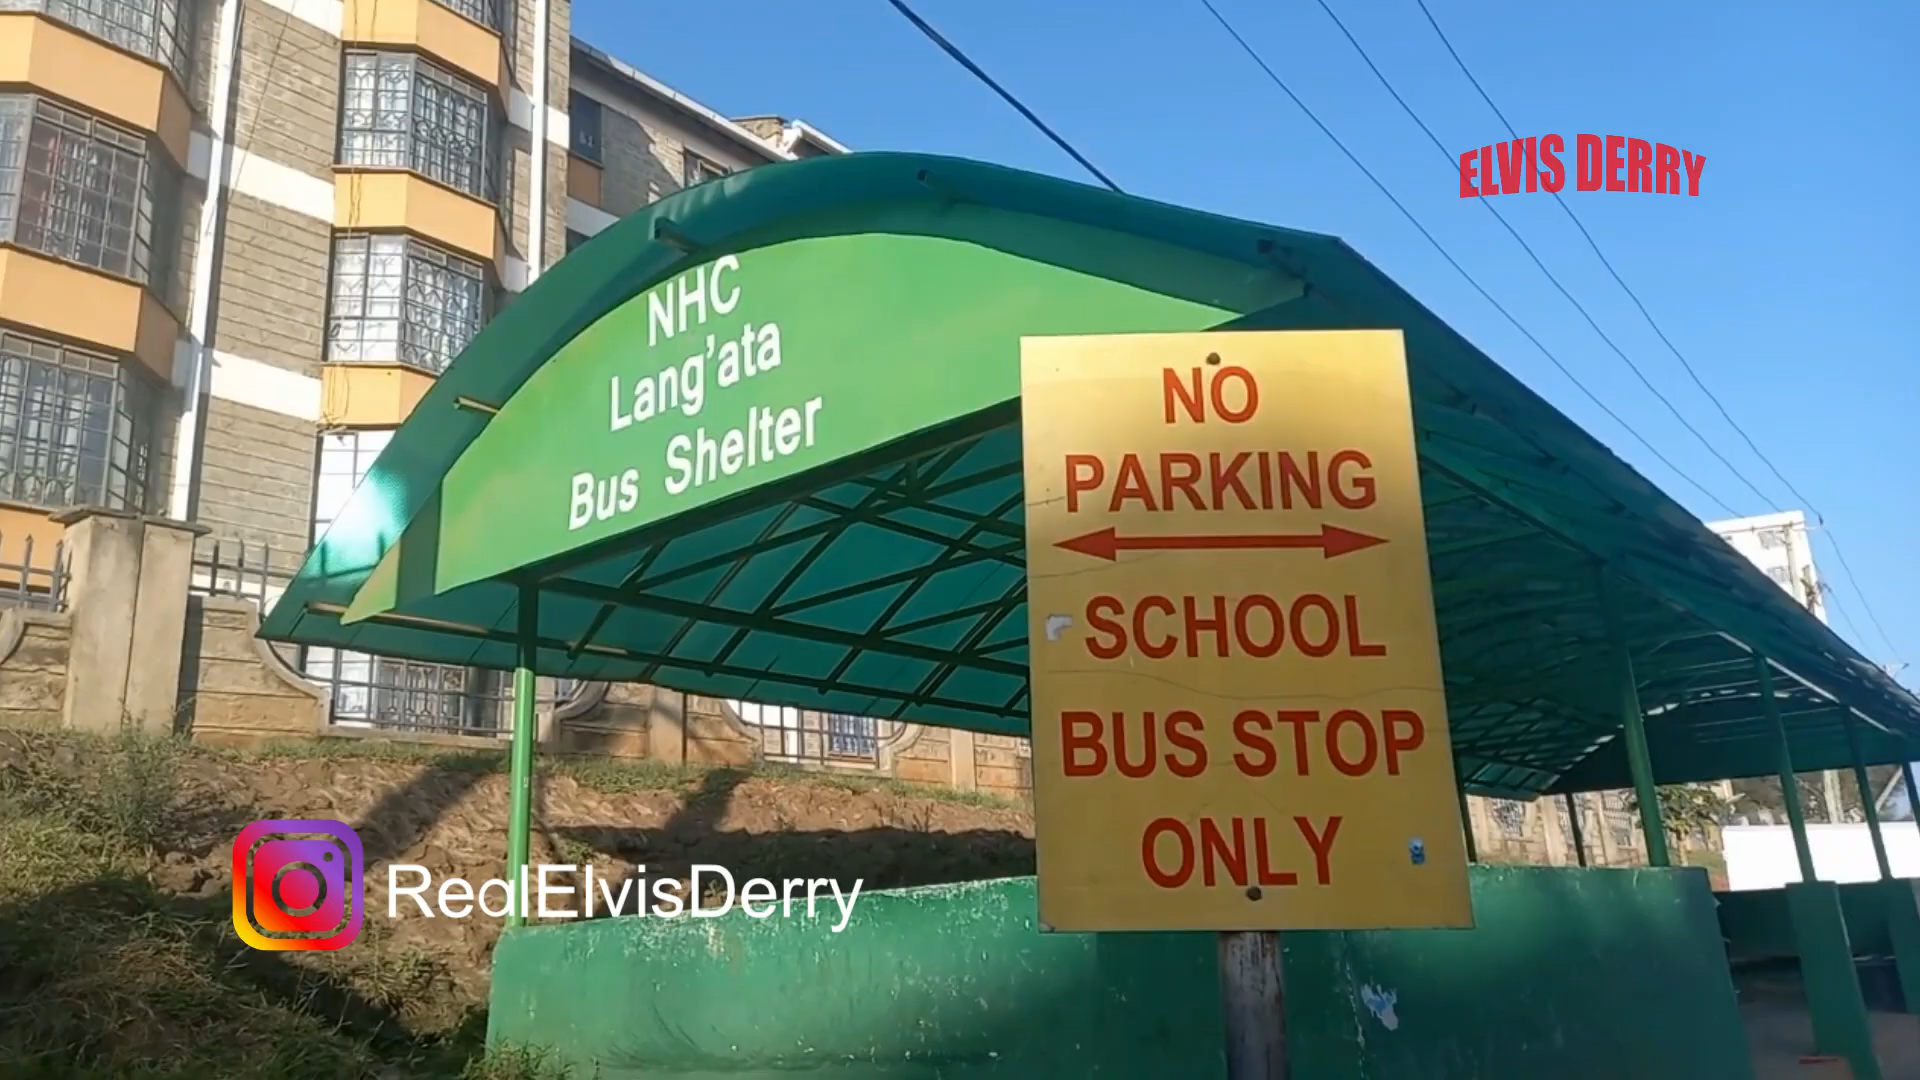 ELVIS DERRY
NHC
Lang'ata
Bus Shelter
NO
PARKING
SCHOOL
BUS STOP
ONLY
RealElvisDerry